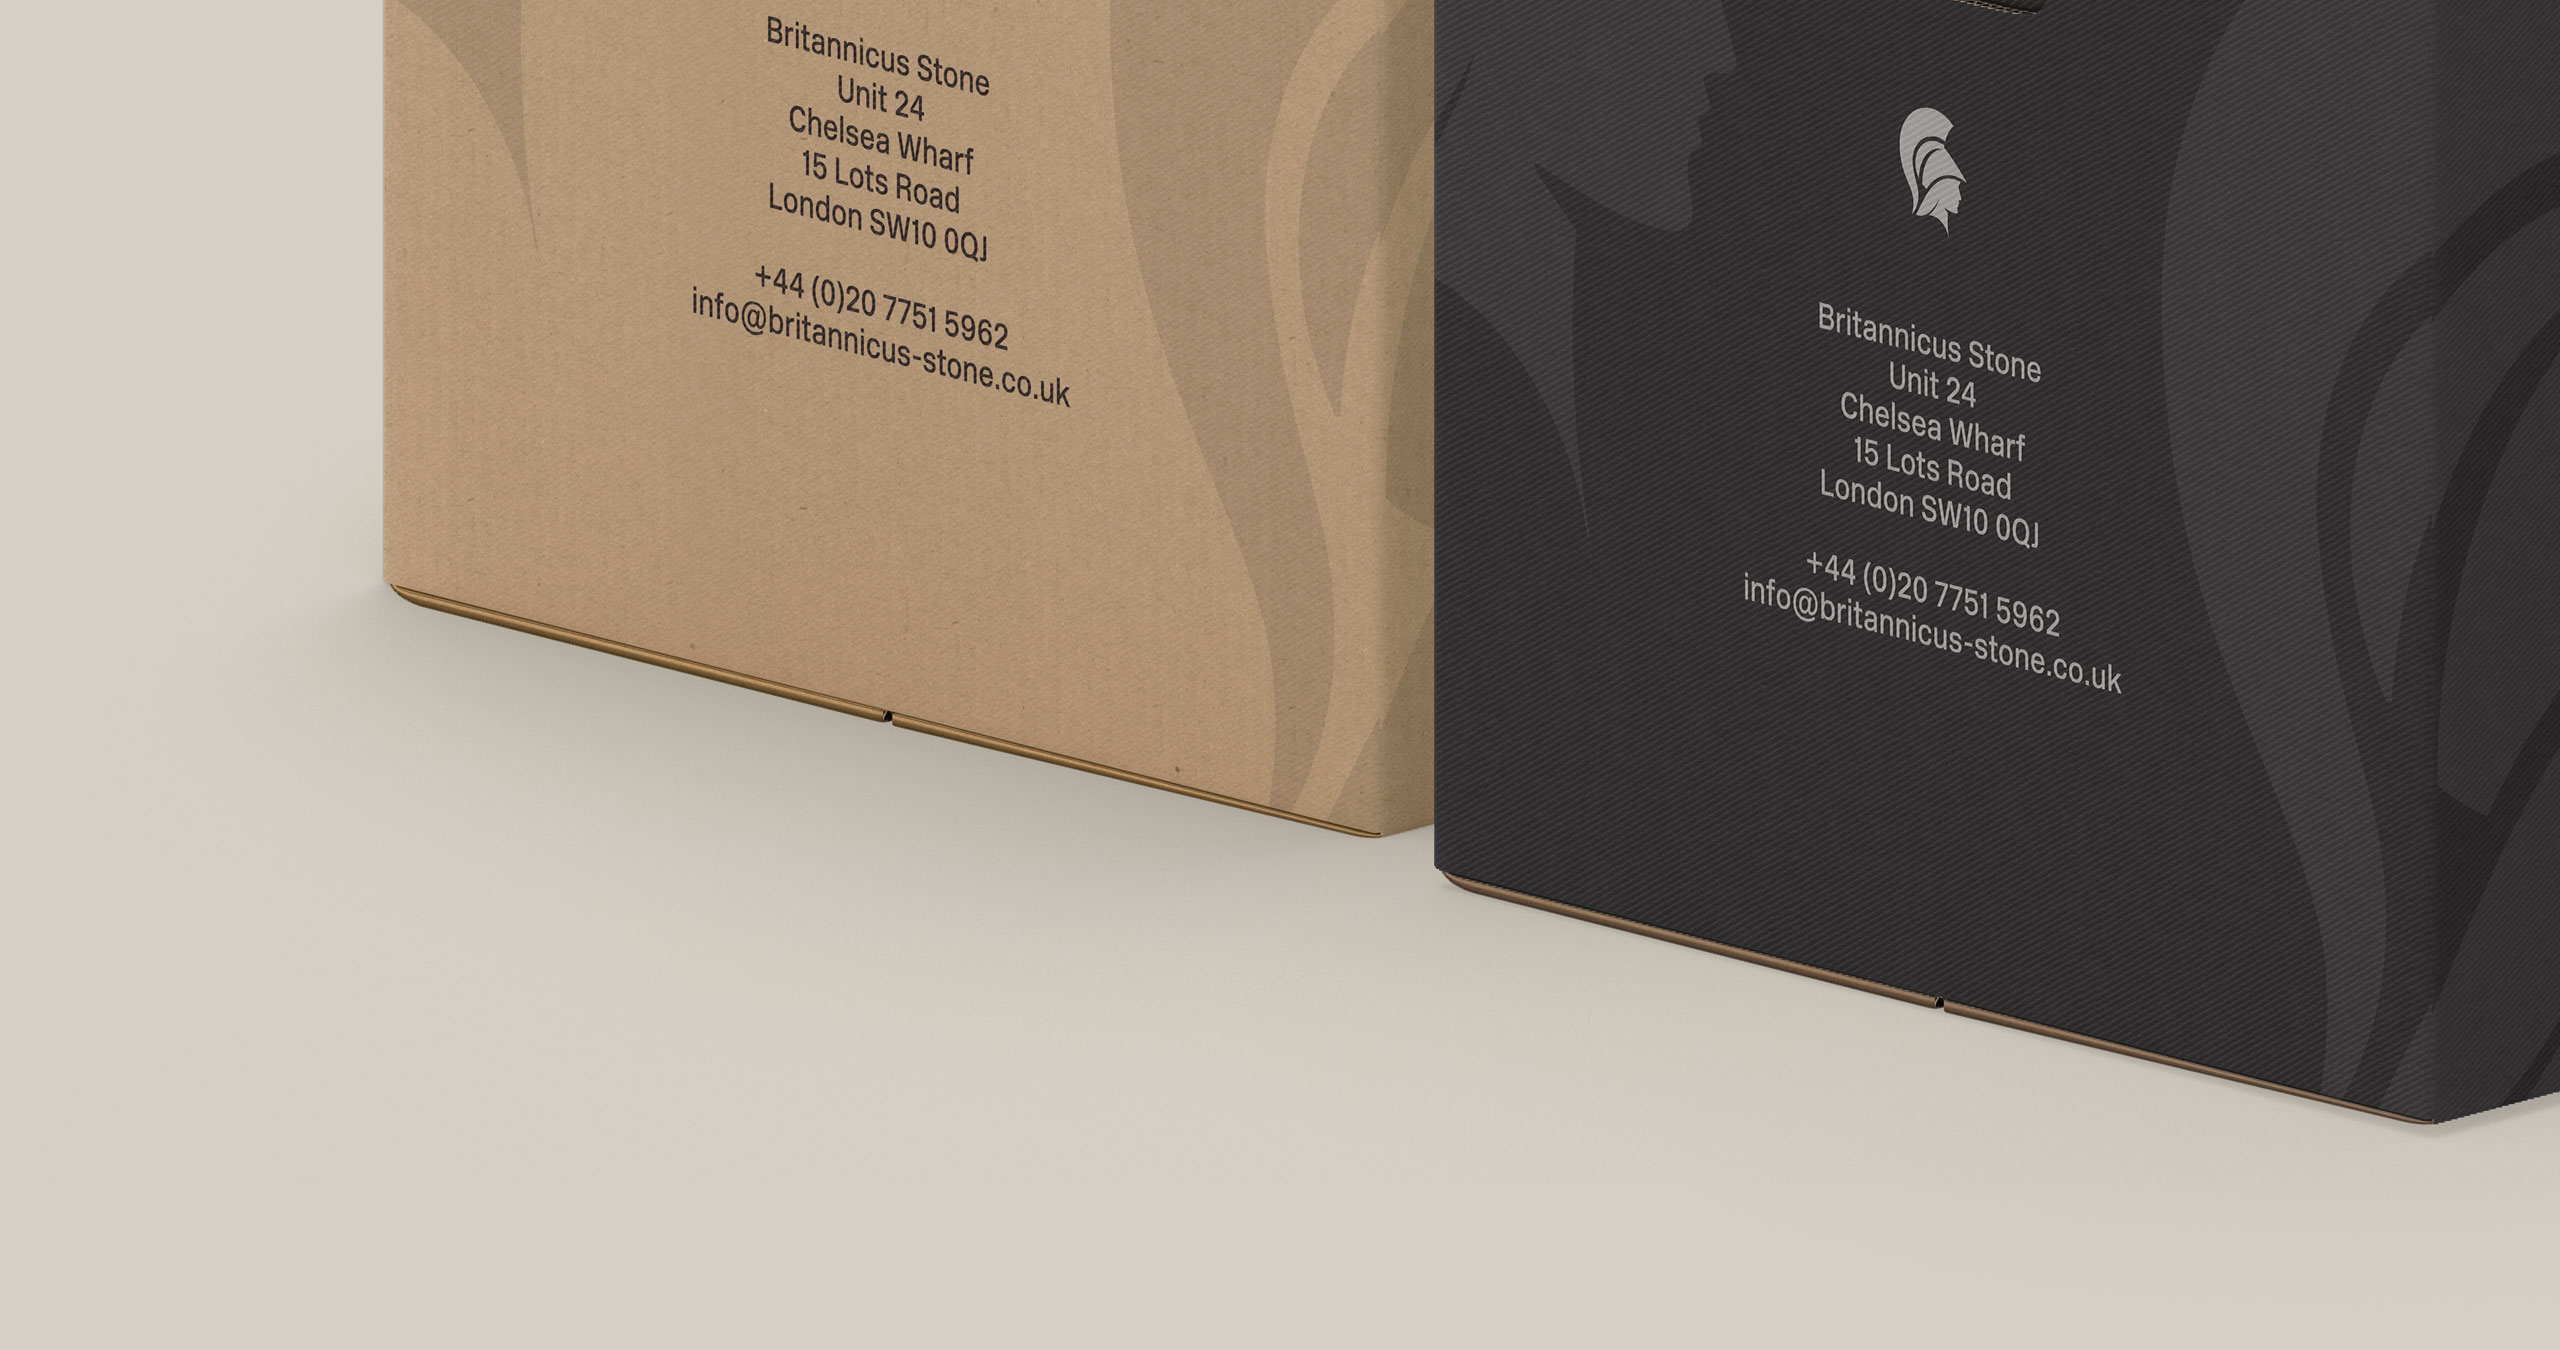 Britannicus Stone
Unit 24
Chelsea Wharf
15 Lots Road
London SW10 0QJ
+44 (0)20 7751 5962
info@britannicus-stone.co.uk
Britannicus Stone
Unit 24
Chelsea Wharf
15 Lots Road
London SW10 0QJ
+44 (0)20 7751 5962
info@britannicus-stone.co.uk